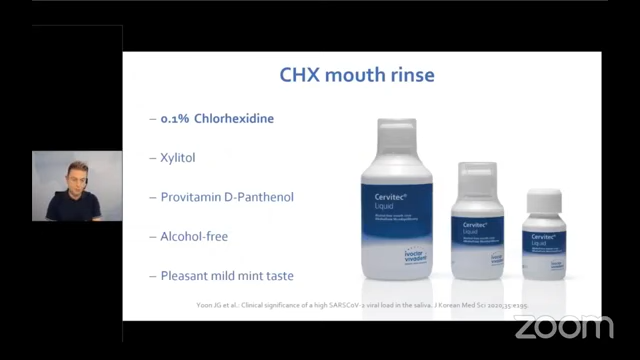 CHX mouth rinse
– 0.1% Chlorhexidine
– Xylitol
– Provitamin D-Panthenol
– Alcohol-free
– Pleasant mild mint taste
Cervitec®
Liquid
ivoclar
vivadent
Cervitec®
Liquid
ivoclar
vivadent
Cervitec®
Liquid
ivoclar
vivadent
Yoon JG et al.: Clinical significance of a high SARSCoV-2 viral load in the saliva. J Korean Med Sci 2020;35:e195.
zoom